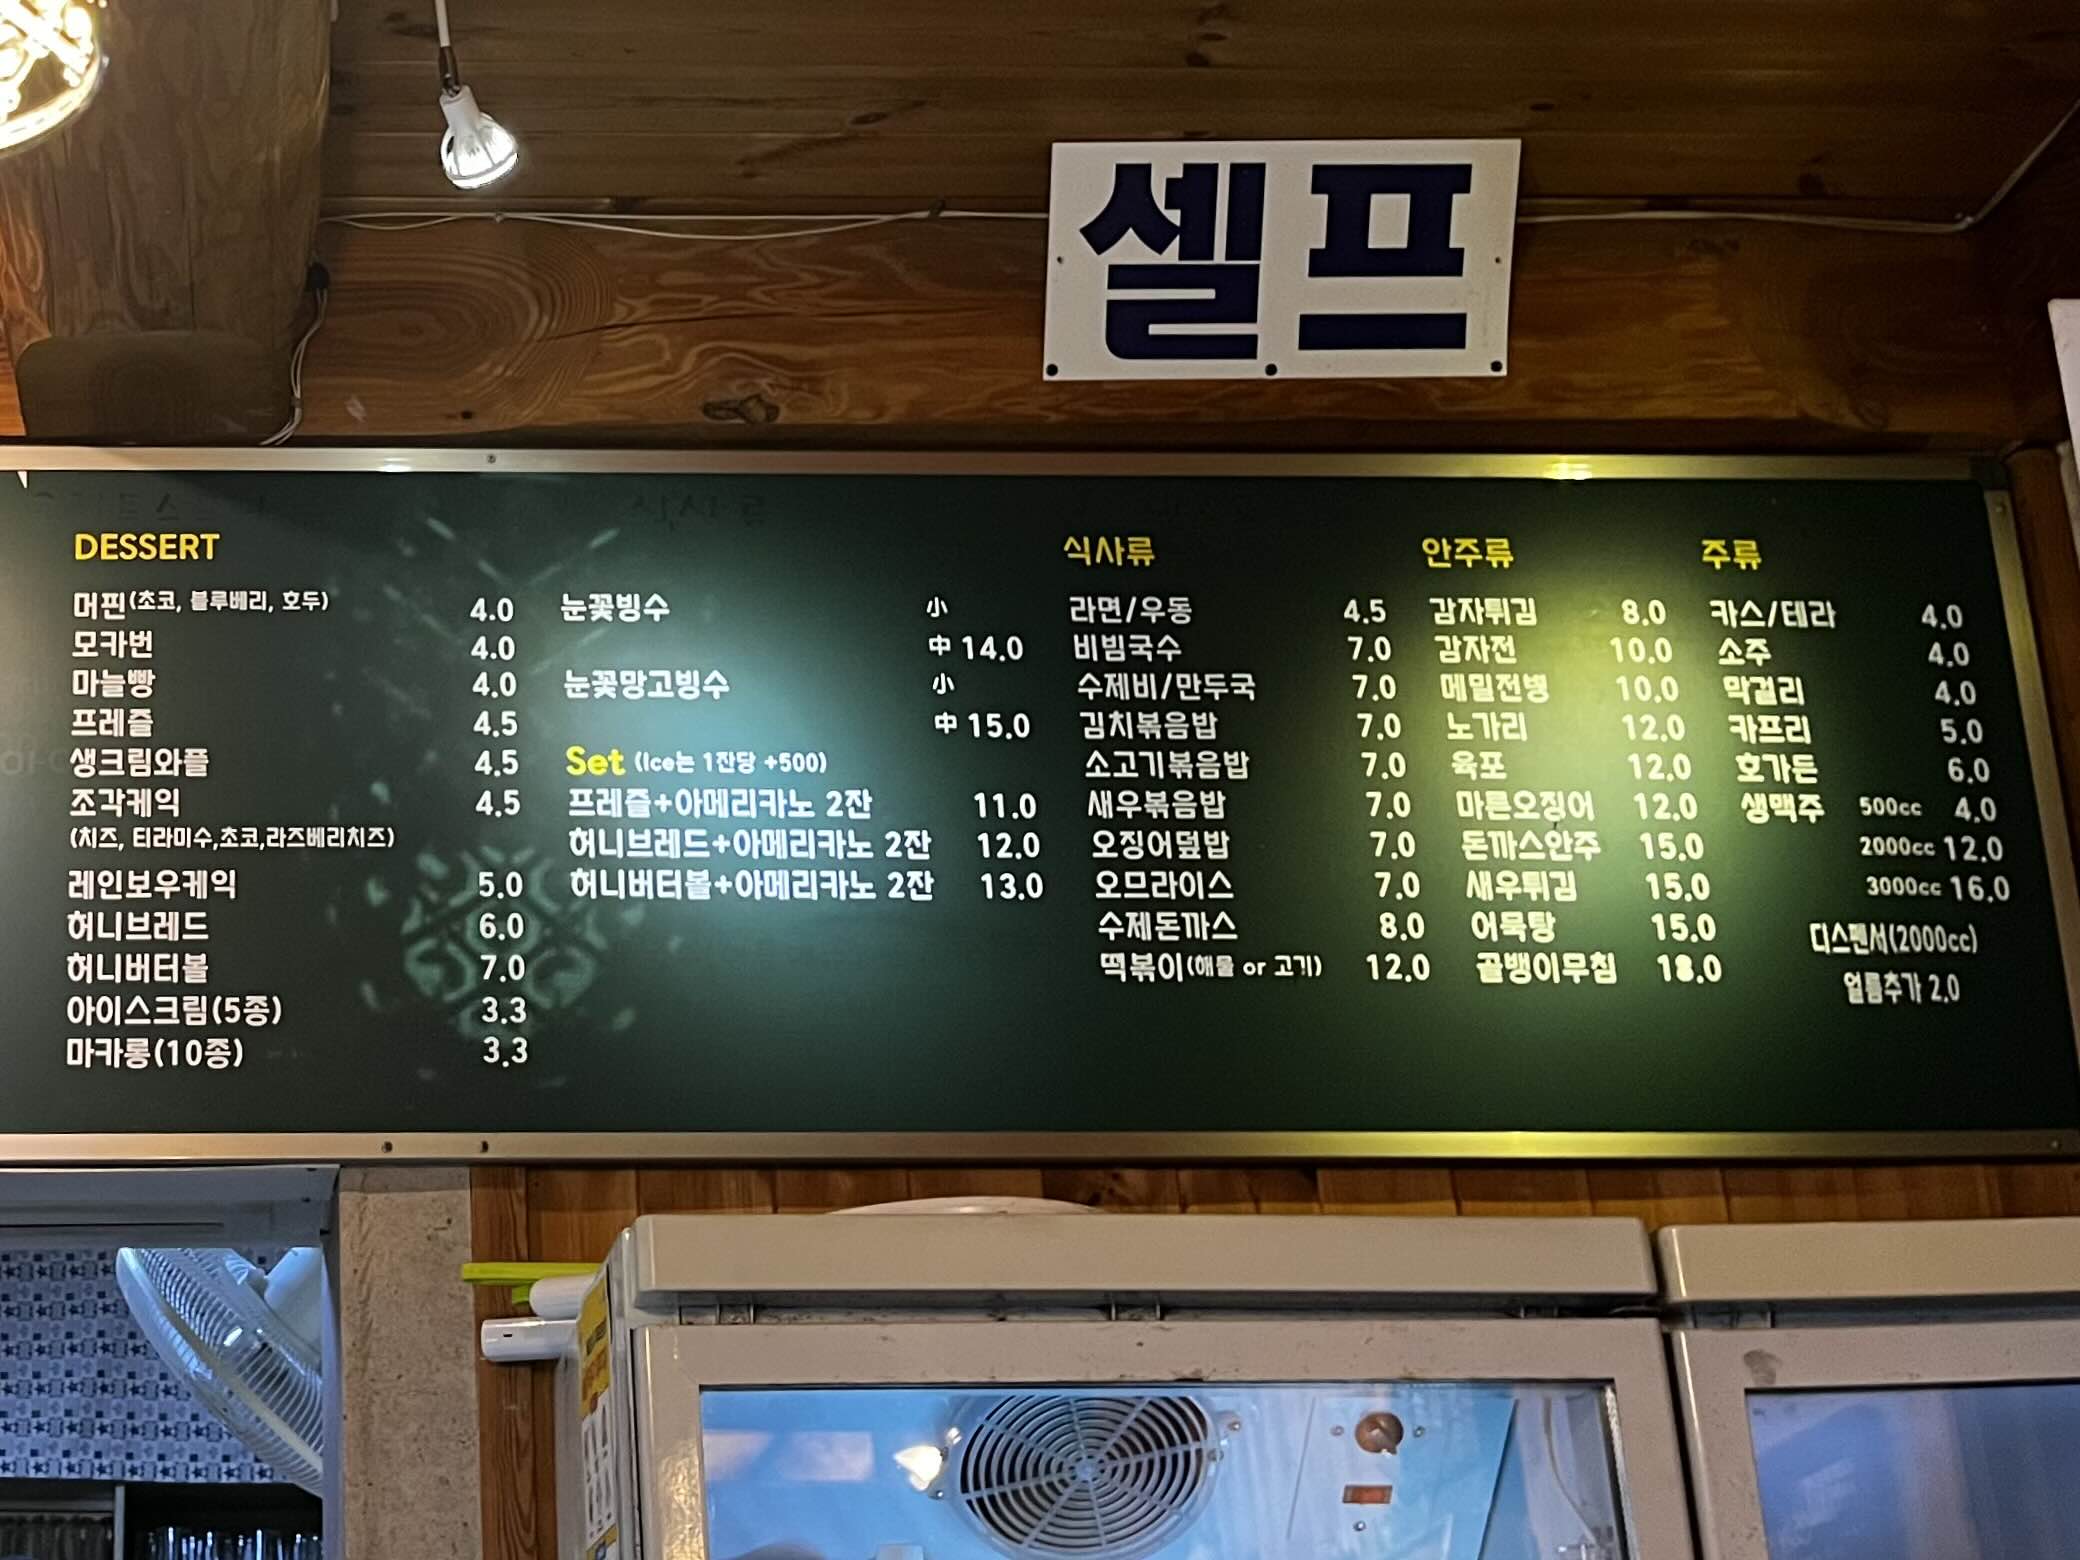 셀프
DESSERT
머핀(초코, 블루베리, 호두) 4.0
모카번 4.0
마늘빵 4.0
프레즐 4.5
생크림와플 4.5
조각케익 4.5
(치즈, 티라미수,초코,라즈베리치즈)
레인보우케익 5.0
허니브레드 6.0
허니버터볼 7.0
아이스크림(5종) 3.3
마카롱(10종) 3.3
눈꽃빙수 小
中 14.0
눈꽃망고빙수 小
中 15.0
Set (Ice는 1잔당 +500)
프레즐+아메리카노 2잔 11.0
허니브레드+아메리카노 2잔 12.0
허니버터볼+아메리카노 2잔 13.0
식사류
라면/우동 4.5
비빔국수 7.0
수제비/만두국 7.0
김치볶음밥 7.0
소고기볶음밥 7.0
새우볶음밥 7.0
오징어덮밥 7.0
오므라이스 7.0
수제돈까스 8.0
떡볶이(해물 or 고기) 12.0
안주류
감자튀김 8.0
감자전 10.0
메밀전병 10.0
노가리 12.0
육포 12.0
마른오징어 12.0
돈까스안주 15.0
새우튀김 15.0
어묵탕 15.0
골뱅이무침 18.0
주류
카스/테라 4.0
소주 4.0
막걸리 4.0
카프리 5.0
호가든 6.0
생맥주 500cc 4.0
2000cc 12.0
3000cc 16.0
디스펜서(2000cc)
얼름추가 2.0